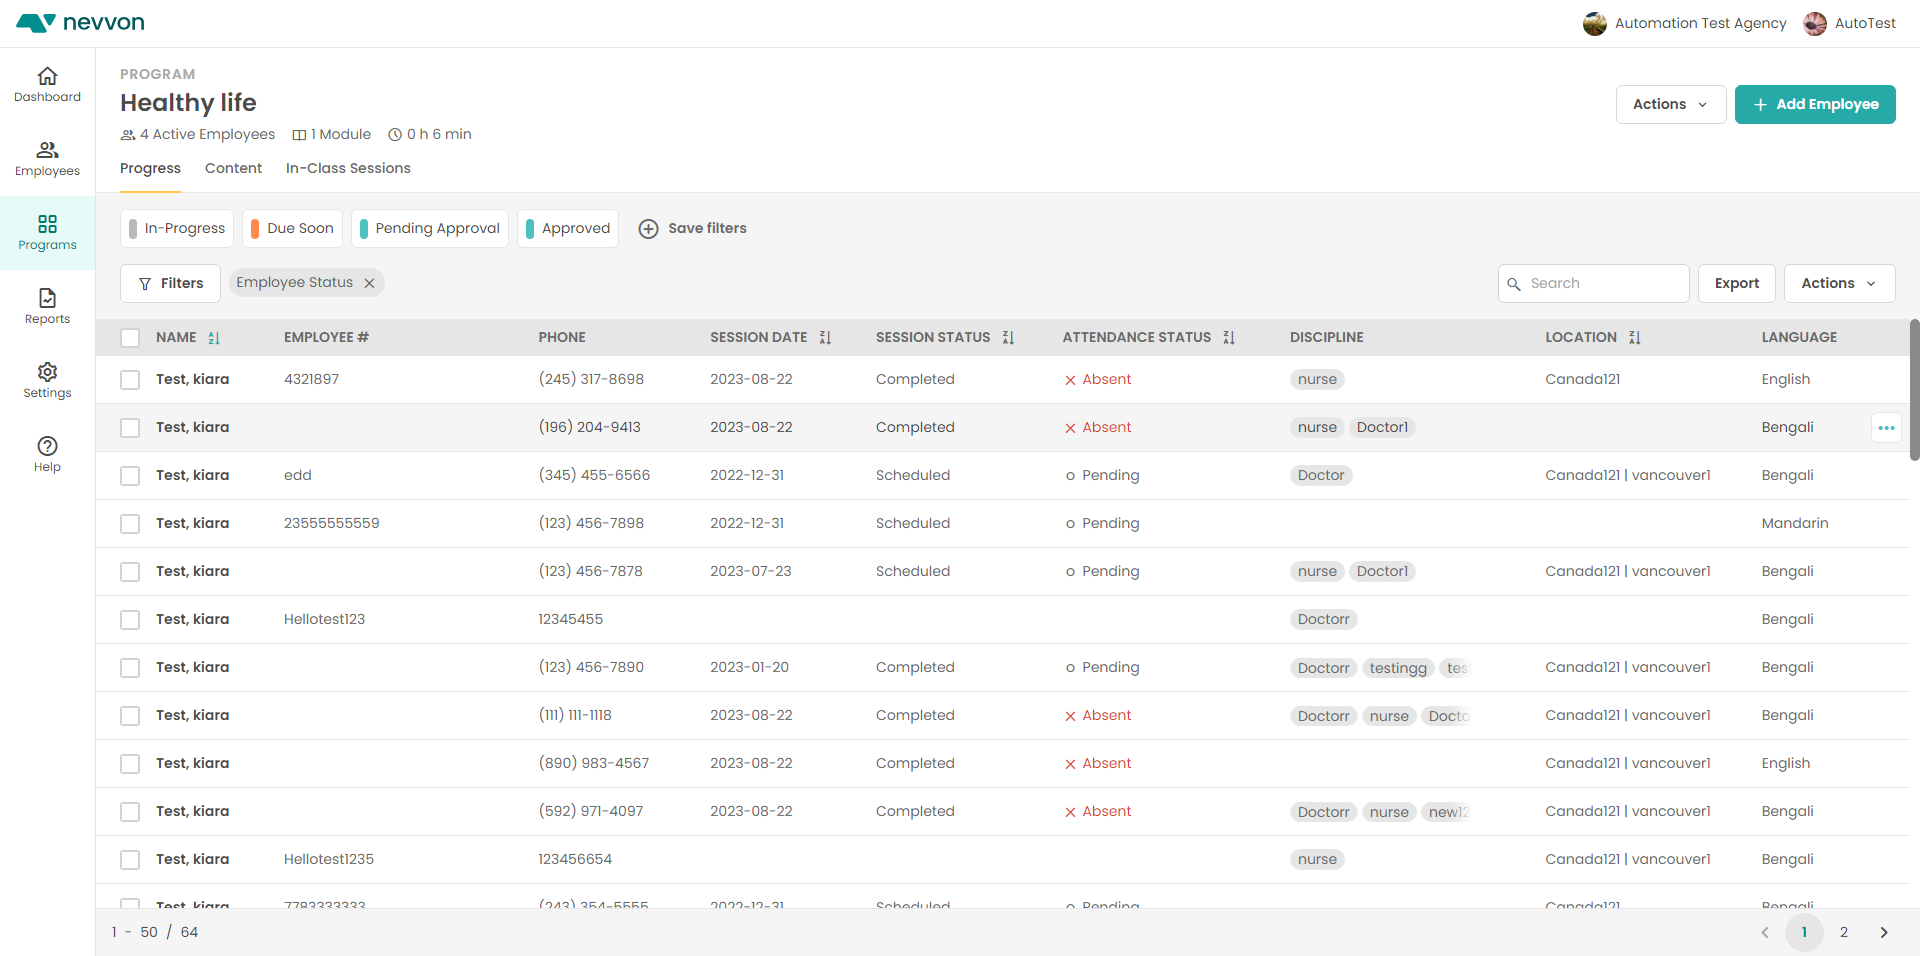 nevvon
Automation Test Agency AutoTest
Dashboard
Employees
Programs
Reports
Settings
Help
PROGRAM
Healthy life
4 Active Employees 1 Module 0 h 6 min
Actions + Add Employee
Progress Content In-Class Sessions
In-Progress Due Soon Pending Approval Approved Save filters
Filters Employee Status
Search Export Actions
NAME EMPLOYEE # PHONE SESSION DATE SESSION STATUS ATTENDANCE STATUS DISCIPLINE LOCATION LANGUAGE
Test, kiara 4321897 (245) 317-8698 2023-08-22 Completed Absent nurse Canada121 English
Test, kiara (196) 204-9413 2023-08-22 Completed Absent nurse Doctor1 Bengali
Test, kiara edd (345) 455-6566 2022-12-31 Scheduled Pending Doctor Canada121 | vancouver1 Bengali
Test, kiara 23555555559 (123) 456-7898 2022-12-31 Scheduled Pending Mandarin
Test, kiara (123) 456-7878 2023-07-23 Scheduled Pending nurse Doctor1 Canada121 | vancouver1 Bengali
Test, kiara Hellotest123 12345455 Doctorr Bengali
Test, kiara (123) 456-7890 2023-01-20 Completed Pending Doctorr testingg tes Canada121 | vancouver1 Bengali
Test, kiara (111) 111-1118 2023-08-22 Completed Absent Doctorr nurse Docto Canada121 | vancouver1 Bengali
Test, kiara (890) 983-4567 2023-08-22 Completed Absent Canada121 | vancouver1 English
Test, kiara (592) 971-4097 2023-08-22 Completed Absent Doctorr nurse new12 Canada121 | vancouver1 Bengali
Test, kiara Hellotest1235 123456654 nurse Canada121 | vancouver1 Bengali
Test, kiara 7783333333 (243) 354-5555 2022-12-31 Scheduled Pending Canada121 Bengali
1 - 50 / 64
1 2